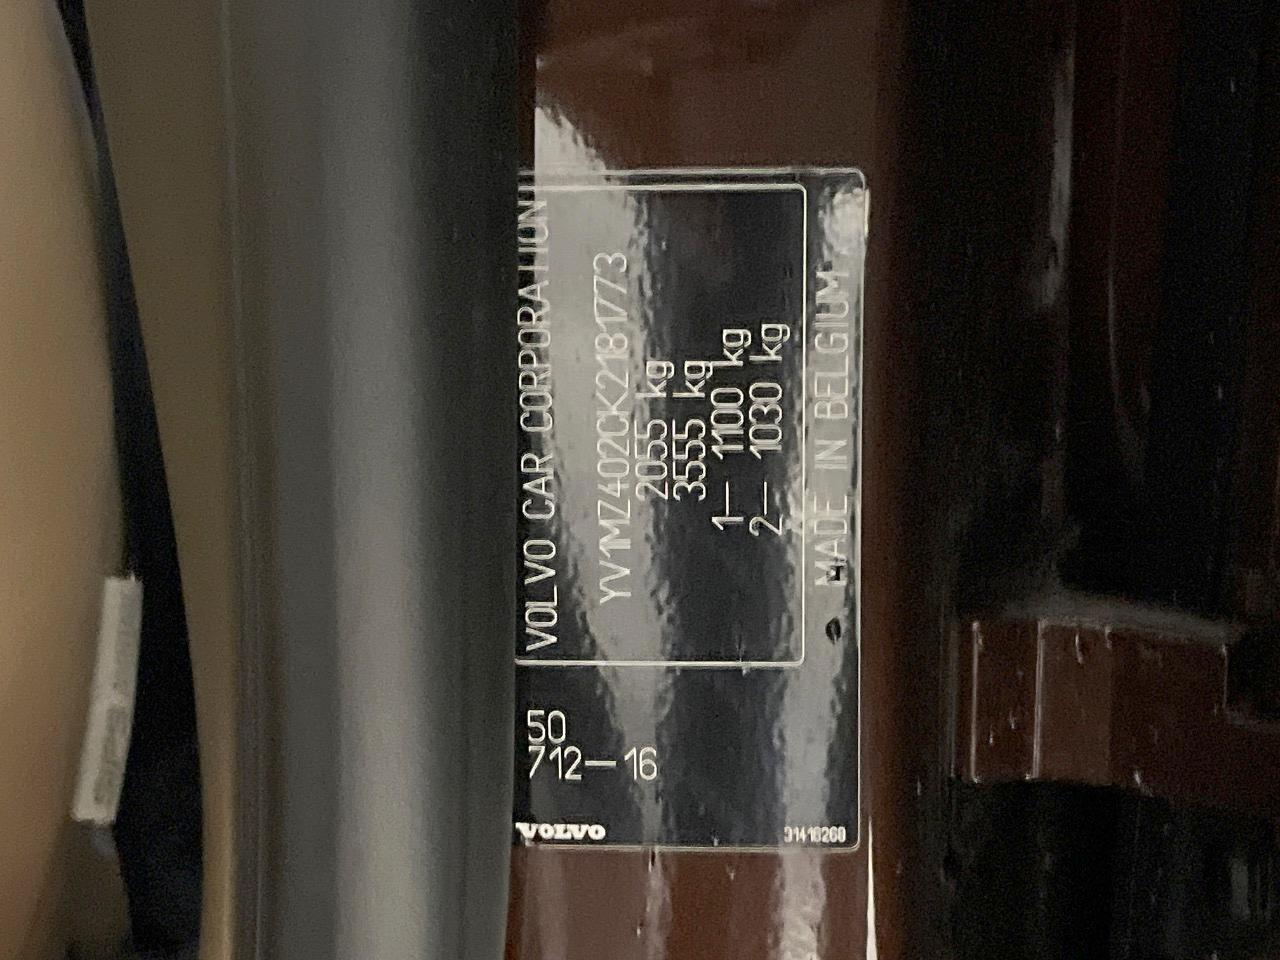 VOLVO CAR CORPORATION
YV1MZ402CK2181773
2055 kg
3555 kg
1— 1100 kg
2— 1030 kg
MADE IN BELGIUM
50
712—16
VOLVO
31416260